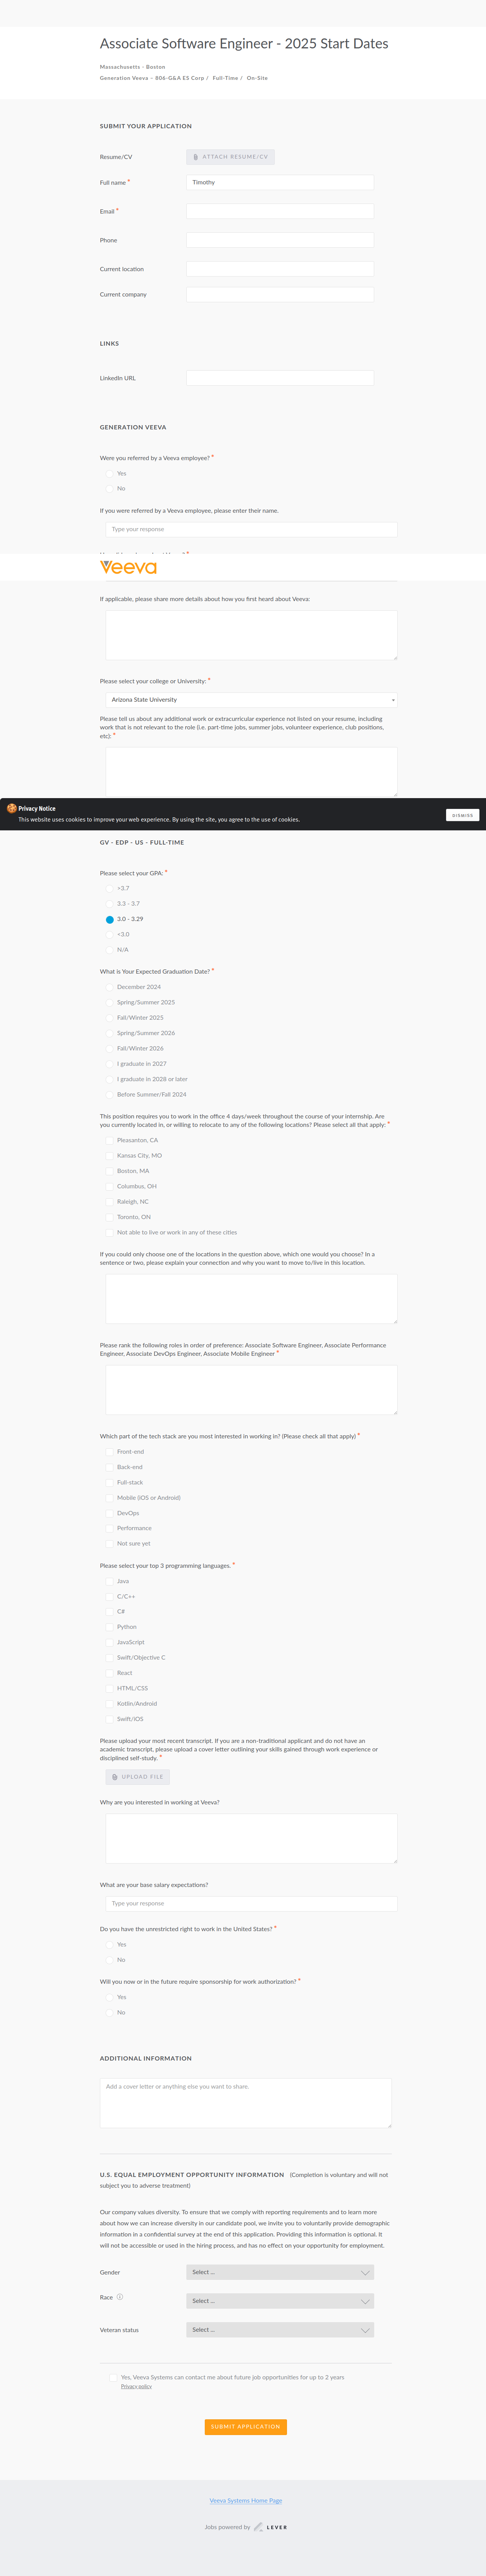 Associate Software Engineer - 2025 Start Dates
Massachusetts - Boston
Generation Veeva – 806-G&A ES Corp / Full-Time / On-Site
SUBMIT YOUR APPLICATION
Resume/CV
ATTACH RESUME/CV
Full name *
Timothy
Email *
Phone
Current location
Current company
LINKS
LinkedIn URL
GENERATION VEEVA
Were you referred by a Veeva employee? *
Yes
No
If you were referred by a Veeva employee, please enter their name.
Type your response
Veeva
If applicable, please share more details about how you first heard about Veeva:
Please select your college or University: *
Arizona State University
Please tell us about any additional work or extracurricular experience not listed on your resume, including
work that is not relevant to the role (i.e. part-time jobs, summer jobs, volunteer experience, club positions,
etc): *
Privacy Notice
This website uses cookies to improve your web experience. By using the site, you agree to the use of cookies.
DISMISS
GV - EDP - US - FULL-TIME
Please select your GPA: *
>3.7
3.3 - 3.7
3.0 - 3.29
<3.0
N/A
What is Your Expected Graduation Date? *
December 2024
Spring/Summer 2025
Fall/Winter 2025
Spring/Summer 2026
Fall/Winter 2026
I graduate in 2027
I graduate in 2028 or later
Before Summer/Fall 2024
This position requires you to work in the office 4 days/week throughout the course of your internship. Are
you currently located in, or willing to relocate to any of the following locations? Please select all that apply: *
Pleasanton, CA
Kansas City, MO
Boston, MA
Columbus, OH
Raleigh, NC
Toronto, ON
Not able to live or work in any of these cities
If you could only choose one of the locations in the question above, which one would you choose? In a
sentence or two, please explain your connection and why you want to move to/live in this location.
Please rank the following roles in order of preference: Associate Software Engineer, Associate Performance
Engineer, Associate DevOps Engineer, Associate Mobile Engineer *
Which part of the tech stack are you most interested in working in? (Please check all that apply) *
Front-end
Back-end
Full-stack
Mobile (iOS or Android)
DevOps
Performance
Not sure yet
Please select your top 3 programming languages. *
Java
C/C++
C#
Python
JavaScript
Swift/Objective C
React
HTML/CSS
Kotlin/Android
Swift/iOS
Please upload your most recent transcript. If you are a non-traditional applicant and do not have an
academic transcript, please upload a cover letter outlining your skills gained through work experience or
disciplined self-study. *
UPLOAD FILE
Why are you interested in working at Veeva?
What are your base salary expectations?
Type your response
Do you have the unrestricted right to work in the United States? *
Yes
No
Will you now or in the future require sponsorship for work authorization? *
Yes
No
ADDITIONAL INFORMATION
Add a cover letter or anything else you want to share.
U.S. EQUAL EMPLOYMENT OPPORTUNITY INFORMATION (Completion is voluntary and will not
subject you to adverse treatment)
Our company values diversity. To ensure that we comply with reporting requirements and to learn more
about how we can increase diversity in our candidate pool, we invite you to voluntarily provide demographic
information in a confidential survey at the end of this application. Providing this information is optional. It
will not be accessible or used in the hiring process, and has no effect on your opportunity for employment.
Gender
Select ...
Race
Select ...
Veteran status
Select ...
Yes, Veeva Systems can contact me about future job opportunities for up to 2 years
Privacy policy
SUBMIT APPLICATION
Veeva Systems Home Page
Jobs powered by LEVER